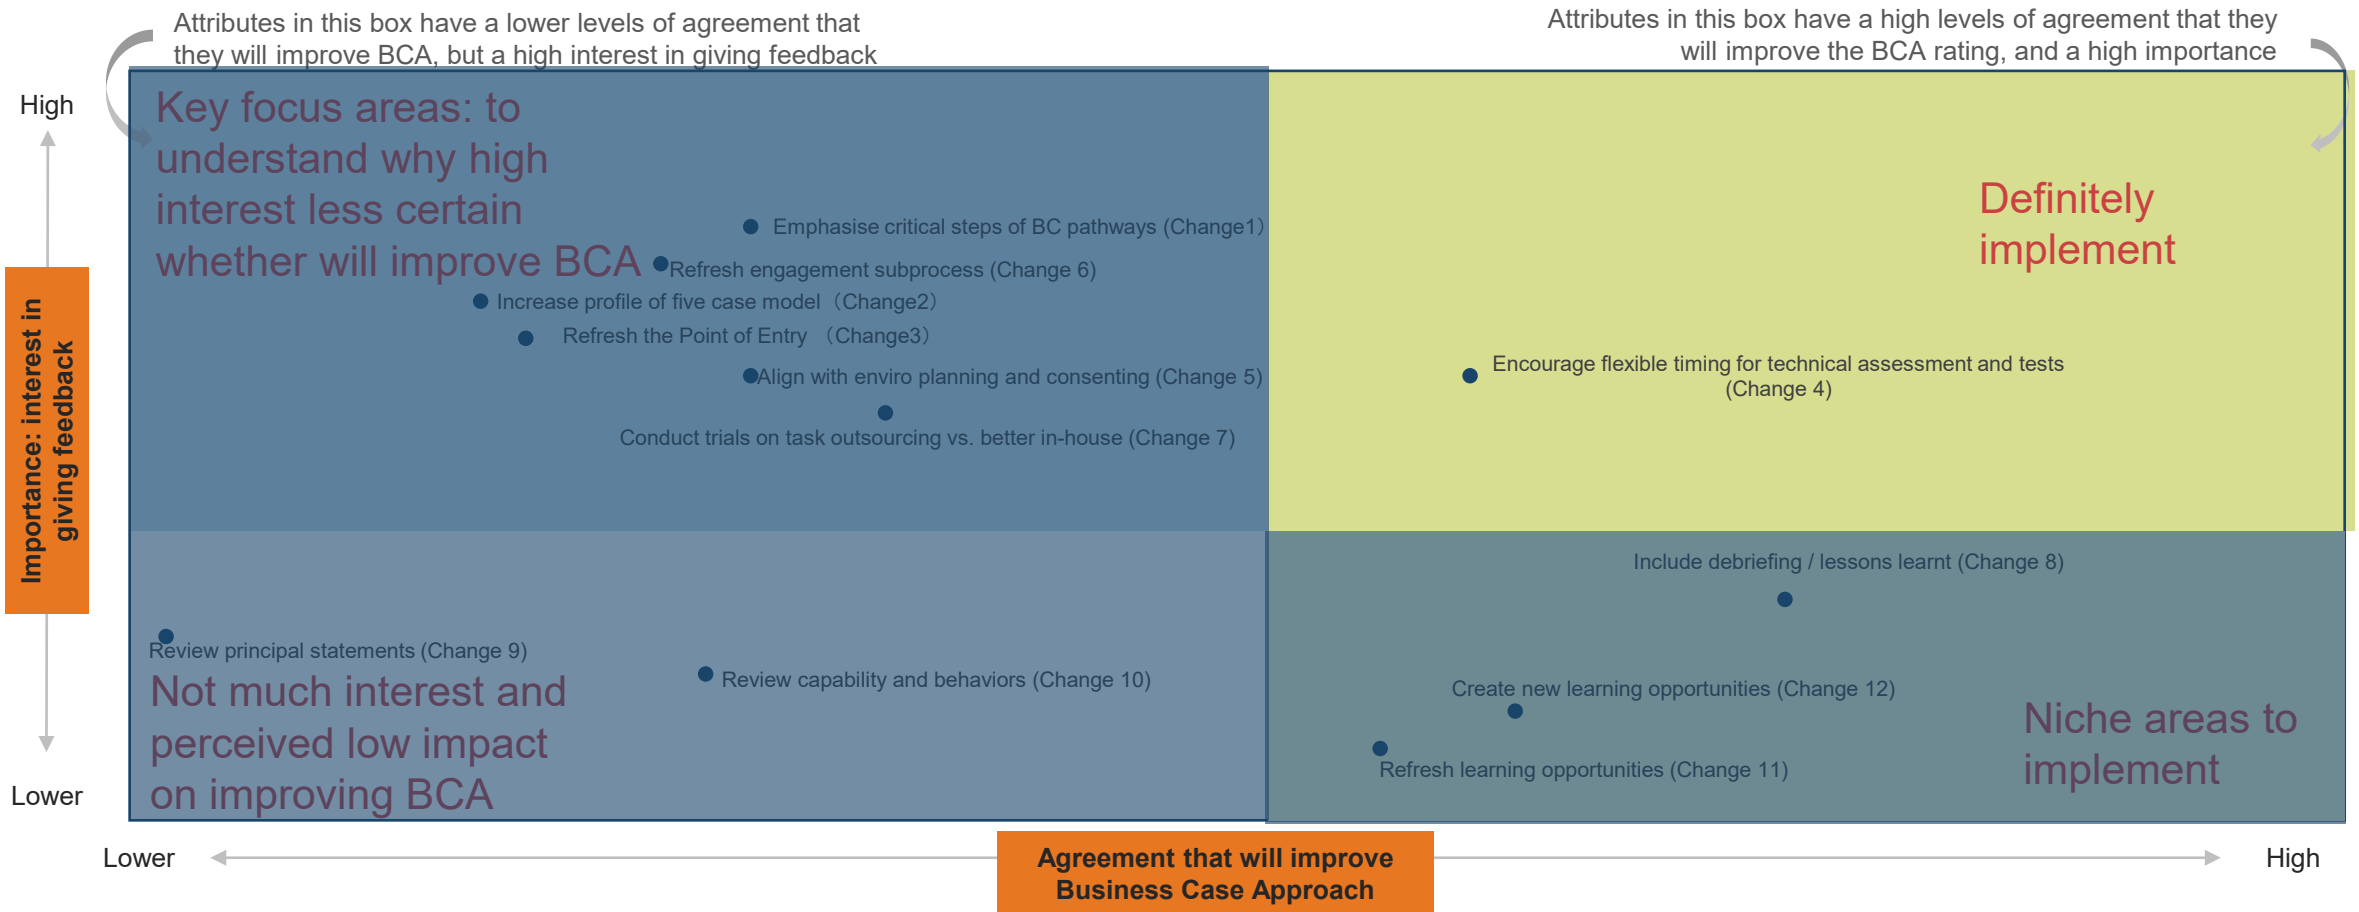 Attributes in this box have a lower levels of agreement that
they will improve BCA, but a high interest in giving feedback
Attributes in this box have a high levels of agreement that they
will improve the BCA rating, and a high importance
High
Key focus areas: to
understand why high
interest less certain
whether will improve BCA
Definitely
implement
Emphasise critical steps of BC pathways (Change1)
Refresh engagement subprocess (Change 6)
Increase profile of five case model（Change2）
Refresh the Point of Entry （Change3）
Align with enviro planning and consenting (Change 5)
Conduct trials on task outsourcing vs. better in-house (Change 7)
Encourage flexible timing for technical assessment and tests
(Change 4)
Importance: interest in
giving feedback
Include debriefing / lessons learnt (Change 8)
Review principal statements (Change 9)
Review capability and behaviors (Change 10)
Create new learning opportunities (Change 12)
Refresh learning opportunities (Change 11)
Not much interest and
perceived low impact
on improving BCA
Niche areas to
implement
Lower
Lower
Agreement that will improve
Business Case Approach
High